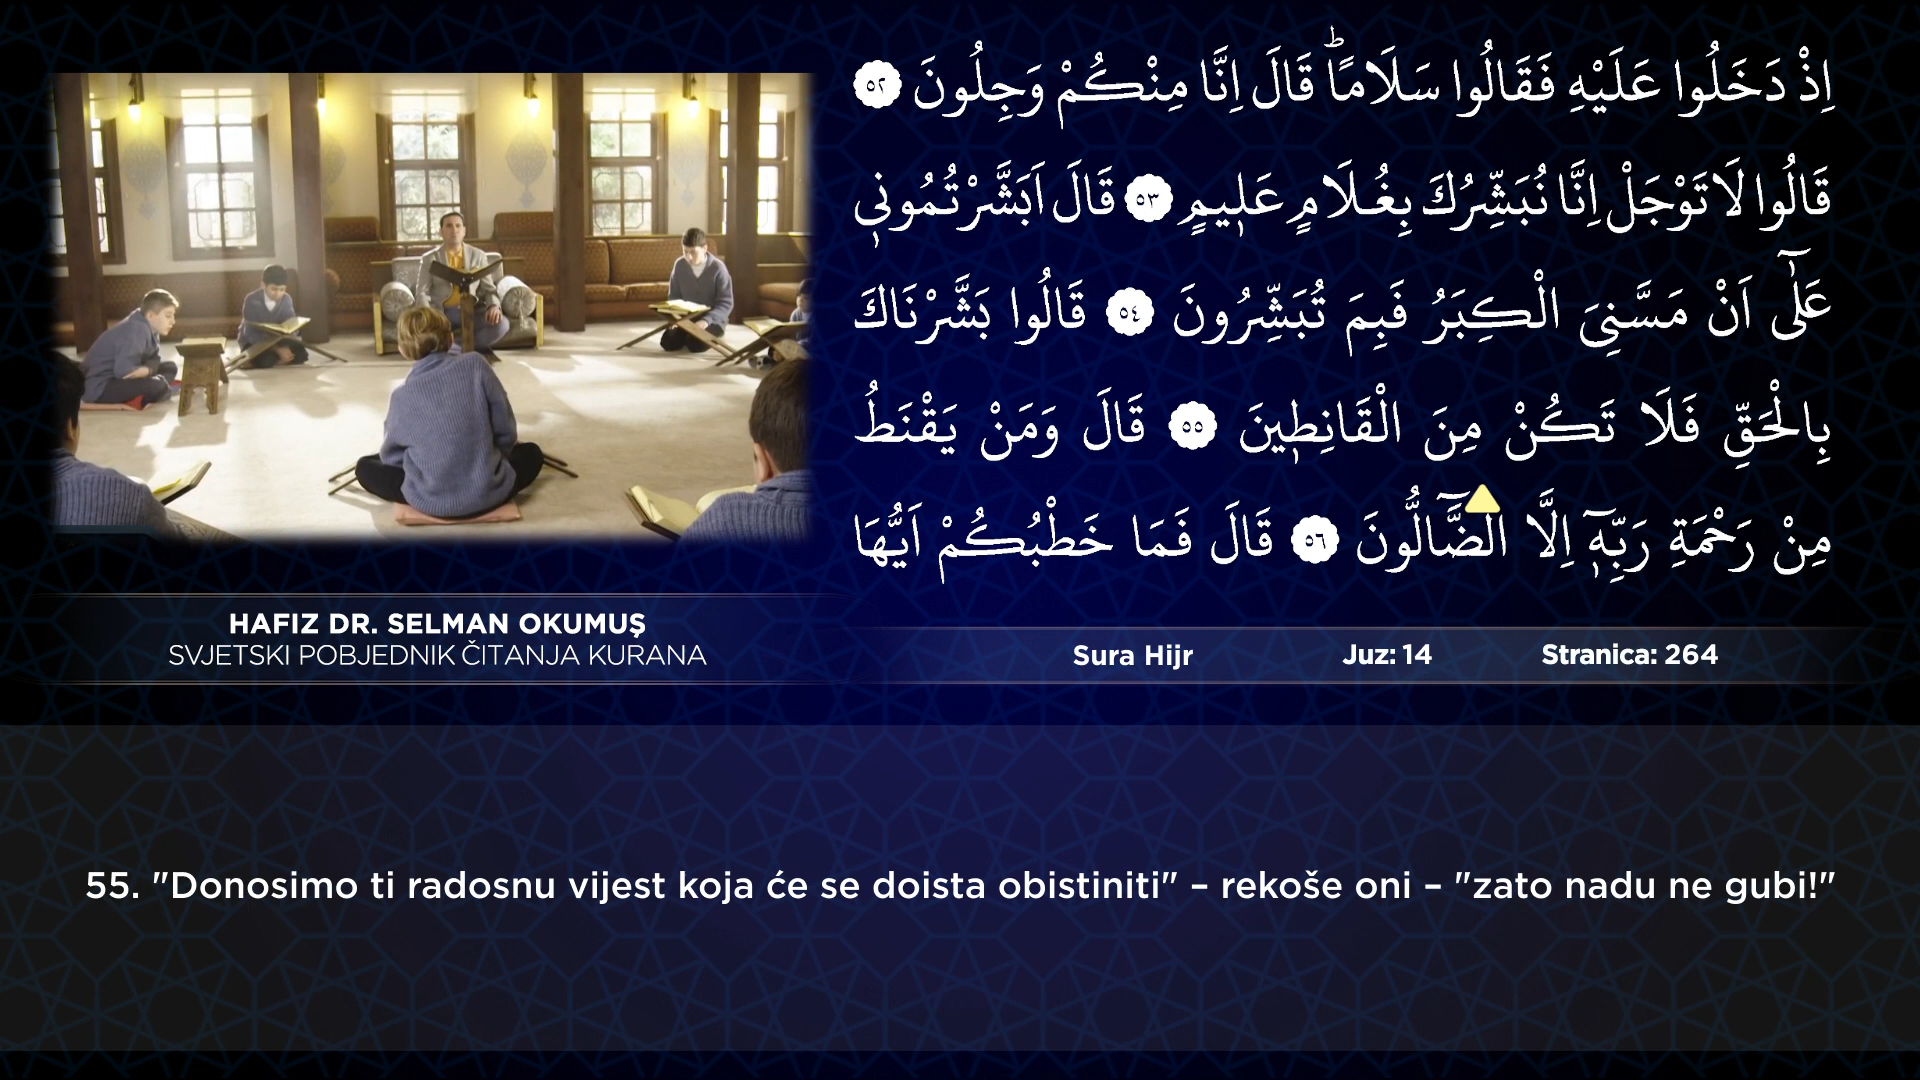 اِذْ دَخَلُوا عَلَيْهِ فَقَالُوا سَلَامًاۜ قَالَ اِنَّا مِنْكُمْ وَجِلُونَ ٥٢
قَالُوا لَا تَوْجَلْ اِنَّا نُبَشِّرُكَ بِغُلَامٍ عَلٖيمٍ ٥٣ قَالَ اَبَشَّرْتُمُونٖي
عَلٰٓى اَنْ مَسَّنِيَ الْكِبَرُ فَبِمَ تُبَشِّرُونَ ٥٤ قَالُوا بَشَّرْنَاكَ
بِالْحَقِّ فَلَا تَكُنْ مِنَ الْقَانِطٖينَ ٥٥ قَالَ وَمَنْ يَقْنَطُ
مِنْ رَحْمَةِ رَبِّهٖٓ اِلَّا الضَّٓالُّونَ ٥٦ قَالَ فَمَا خَطْبُكُمْ اَيُّهَا
HAFIZ DR. SELMAN OKUMUŞ
SVJETSKI POBJEDNIK ČITANJA KURANA
Sura Hijr Juz: 14 Stranica: 264
55. "Donosimo ti radosnu vijest koja će se doista obistiniti" – rekoše oni – "zato nadu ne gubi!"